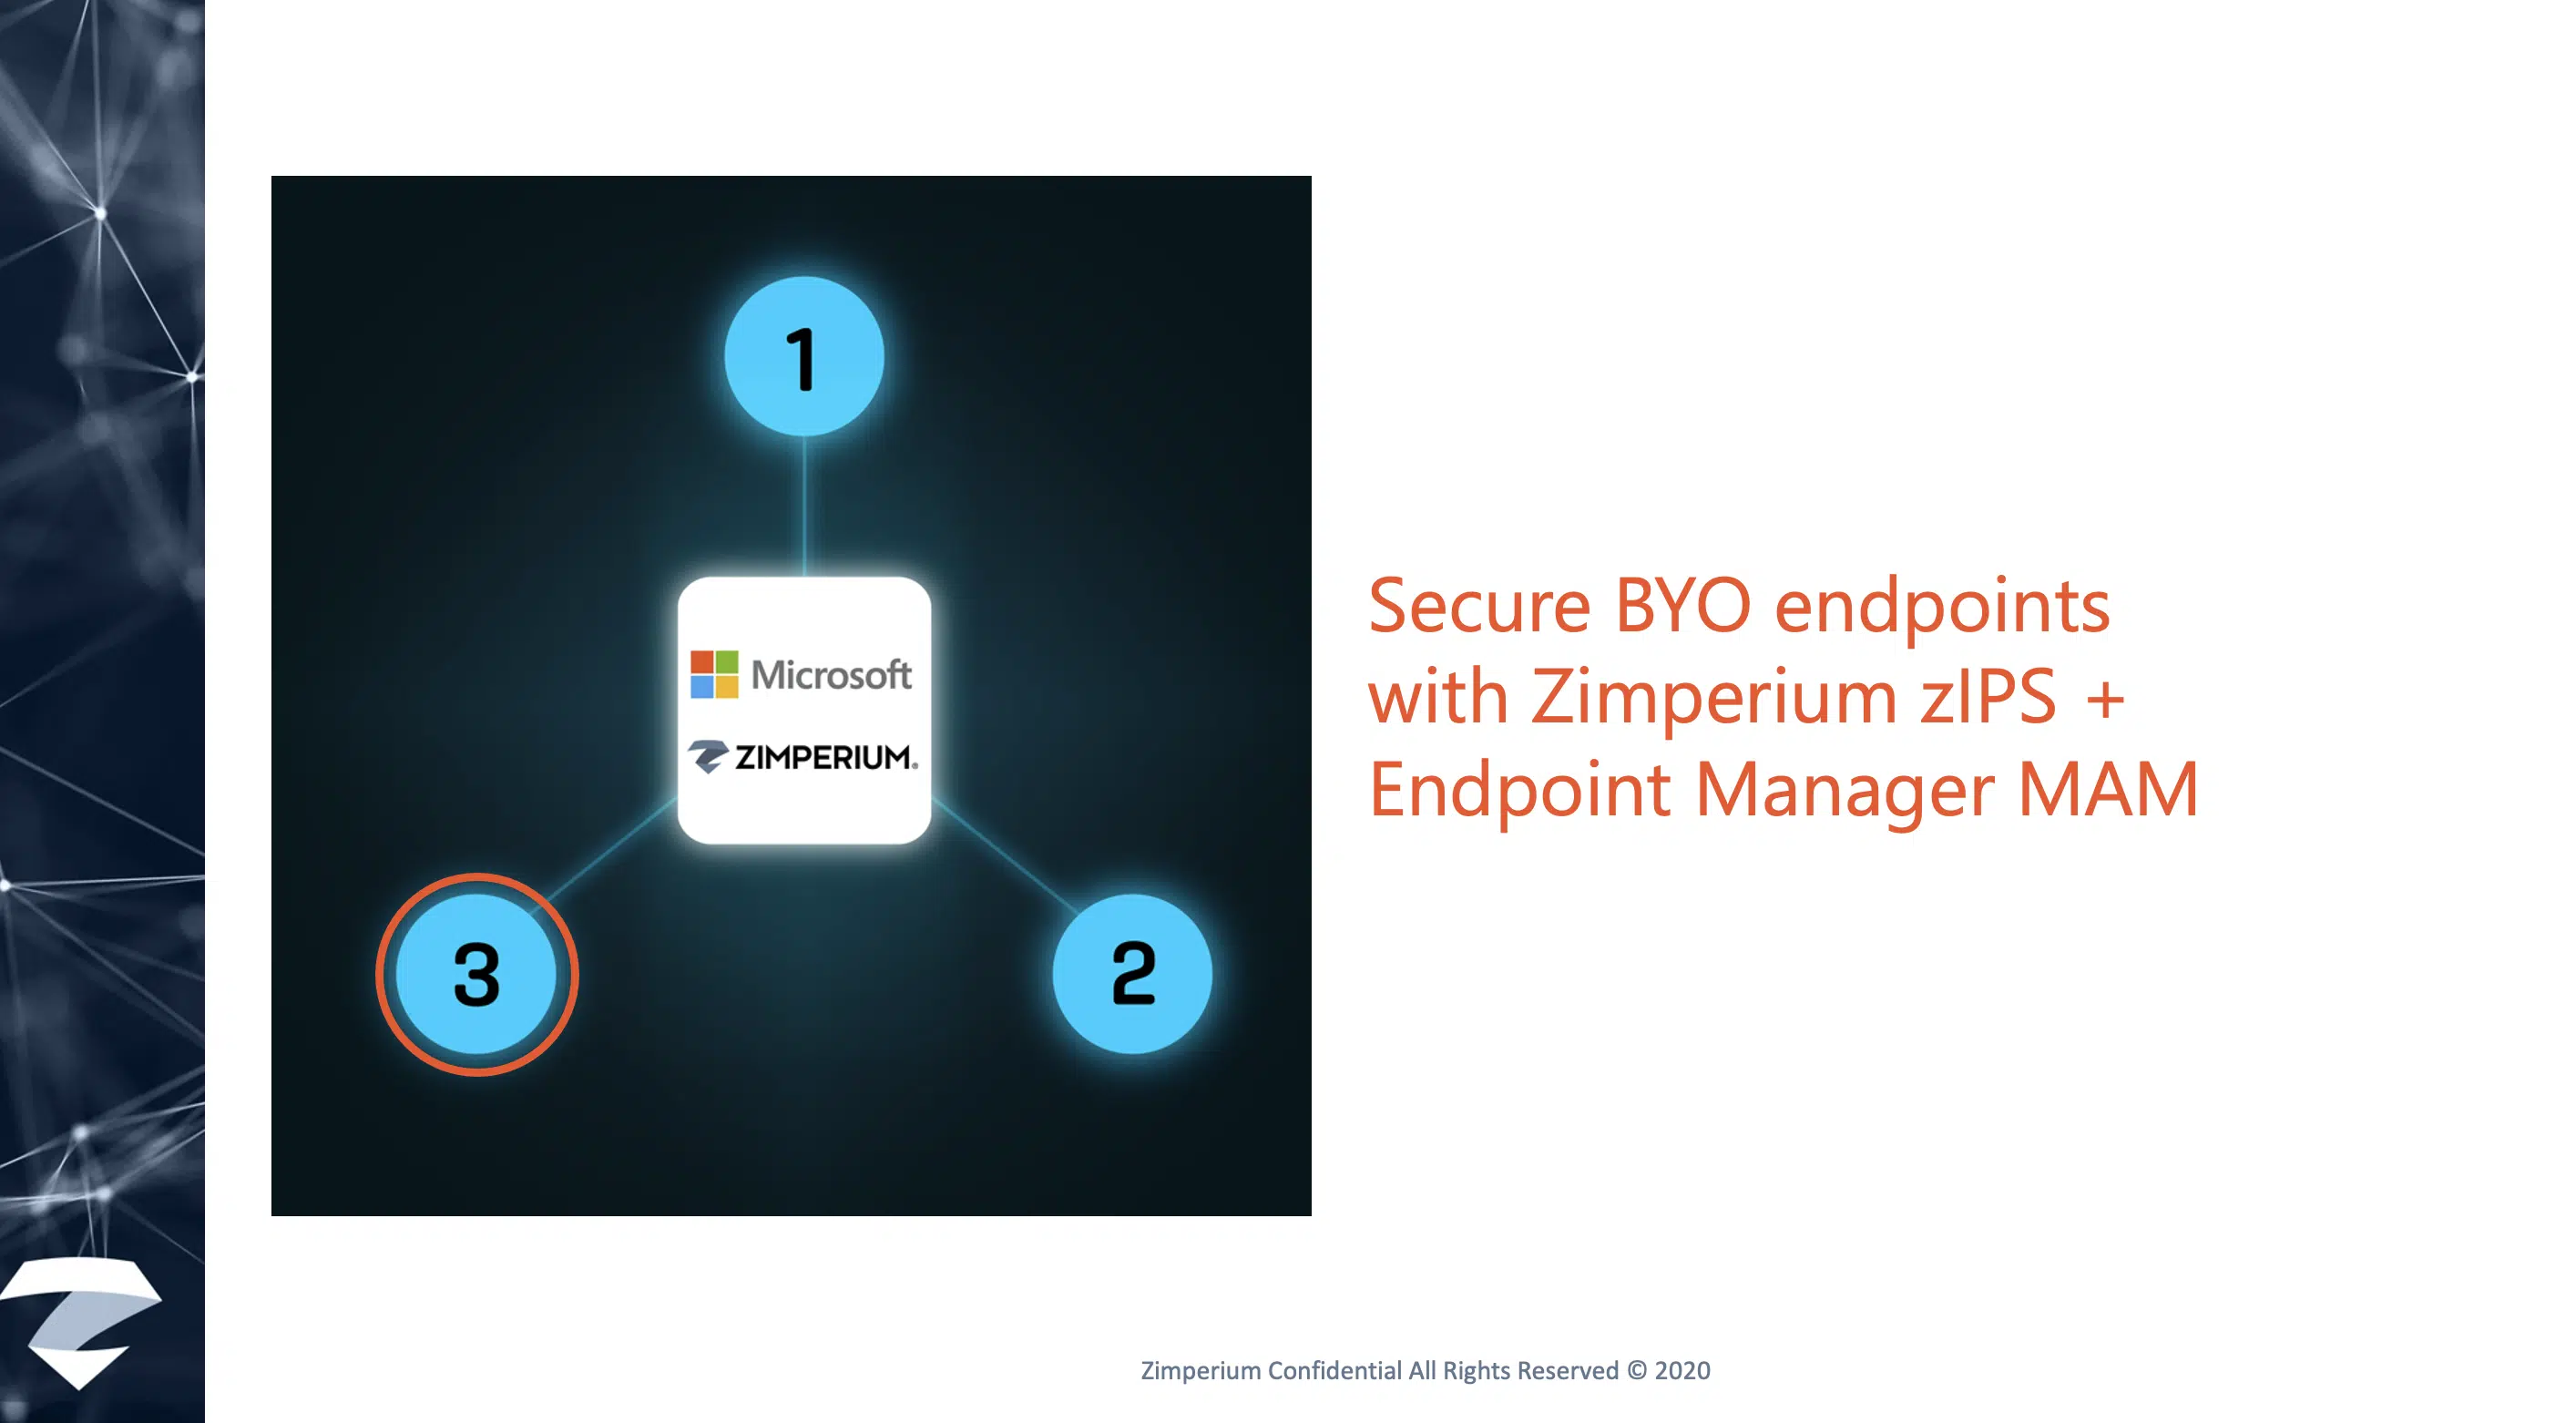 1
Microsoft
ZIMPERIUM®
3
2
Secure BYO endpoints
with Zimperium zIPS +
Endpoint Manager MAM
Zimperium Confidential All Rights Reserved © 2020